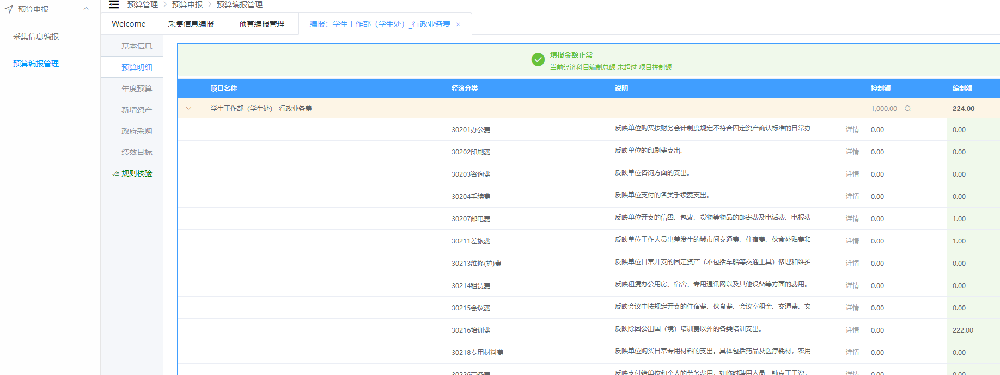 预算申报
采集信息编报
预算编报管理
预算管理 > 预算申报 > 预算编报管理
Welcome 采集信息编报 预算编报管理 编报：学生工作部（学生处）_行政业务费 ×
基本信息
预算明细
年度预算
新增资产
政府采购
绩效目标
规则校验
填报金额正常
当前经济科目编制总额 未超过 项目控制额
项目名称 经济分类 说明 控制额 编制额
学生工作部（学生处）_行政业务费 1,000.00 224.00
30201办公费 反映单位购买按财务会计制度规定不符合固定资产确认标准的日常办 详情 0.00 0.00
30202印刷费 反映单位的印刷费支出。 详情 0.00 0.00
30203咨询费 反映单位咨询方面的支出。 详情 0.00 0.00
30204手续费 反映单位支付的各类手续费支出。 详情 0.00 0.00
30207邮电费 反映单位开支的信函、包裹、货物等物品的邮寄费及电话费、电报费 详情 0.00 1.00
30211差旅费 反映单位工作人员出差发生的城市间交通费、住宿费、伙食补贴费和 详情 0.00 1.00
30213维修(护)费 反映单位日常开支的固定资产（不包括车船等交通工具）修理和维护 详情 0.00 0.00
30214租赁费 反映租赁办公用房、宿舍、专用通讯网以及其他设备等方面的费用。 详情 0.00 0.00
30215会议费 反映会议中按规定开支的住宿费、伙食费、会议室租金、交通费、文 详情 0.00 0.00
30216培训费 反映除因公出国（境）培训费以外的各类培训支出。 详情 0.00 222.00
30218专用材料费 反映单位购买日常专用材料的支出。具体包括药品及医疗耗材，农用 详情 0.00 0.00
30226劳务费 反映支付给单位和个人的劳务费用，如临时聘用人员、钟点工工资， 详情 0.00 0.00